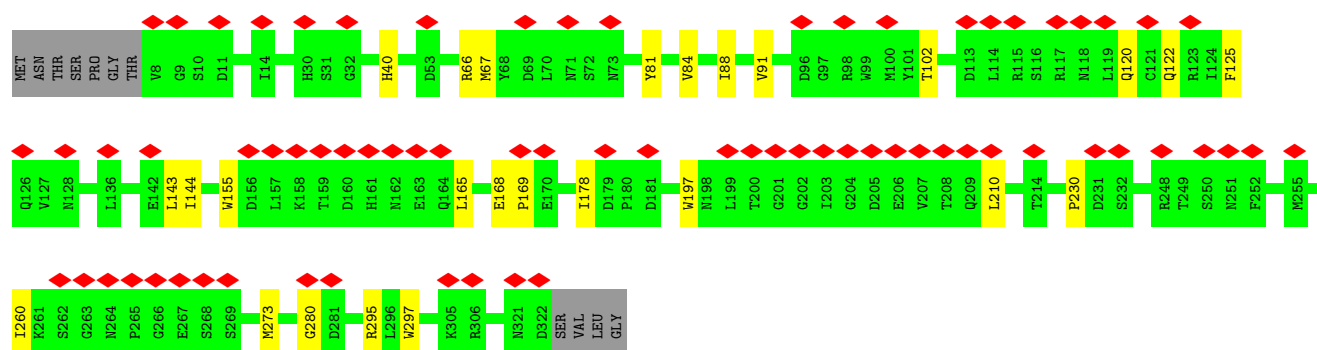 MET ASN THR SER PRO GLY THR V8 G9 S10 D11 I14 H30 S31 G32 H40 D53 R66 M67 Y68 D69 L70 N71 S72 N73 Y81 V84 I88 V91 D96 G97 R98 W99 M100 Y101 T102 D113 L114 R115 S116 R117 N118 L119 Q120 C121 Q122 R123 I124 F125
Q126 V127 N128 L136 E142 L143 I144 W155 D156 L157 K158 T159 D160 H161 N162 E163 Q164 L165 E168 P169 E170 I178 D179 P180 D181 W197 N198 L199 T200 G201 G202 I203 G204 D205 E206 V207 T208 Q209 L210 T214 P230 D231 S232 R248 T249 S250 N251 F252 M255
I260 K261 S262 G263 N264 P265 G266 E267 S268 S269 M273 G280 D281 R295 L296 W297 K305 R306 N321 D322 SER VAL LEU GLY